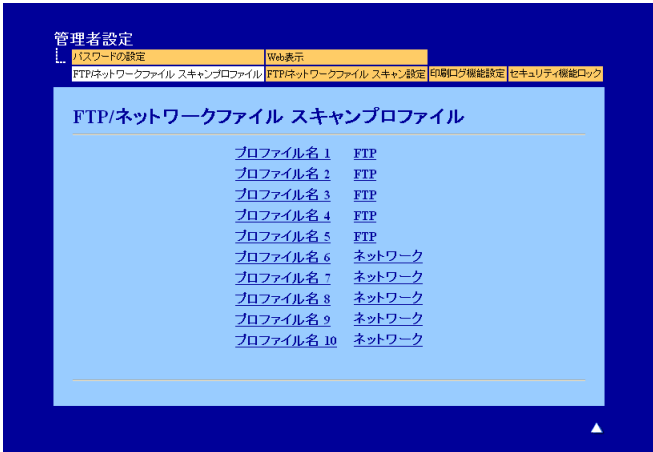 管理者設定
パスワードの設定 Web表示
FTP/ネットワークファイル スキャンプロファイル FTP/ネットワークファイル スキャン設定 印刷ログ機能設定 セキュリティ機能ロック
FTP/ネットワークファイル スキャンプロファイル
プロファイル名 1 FTP
プロファイル名 2 FTP
プロファイル名 3 FTP
プロファイル名 4 FTP
プロファイル名 5 FTP
プロファイル名 6 ネットワーク
プロファイル名 7 ネットワーク
プロファイル名 8 ネットワーク
プロファイル名 9 ネットワーク
プロファイル名 10 ネットワーク